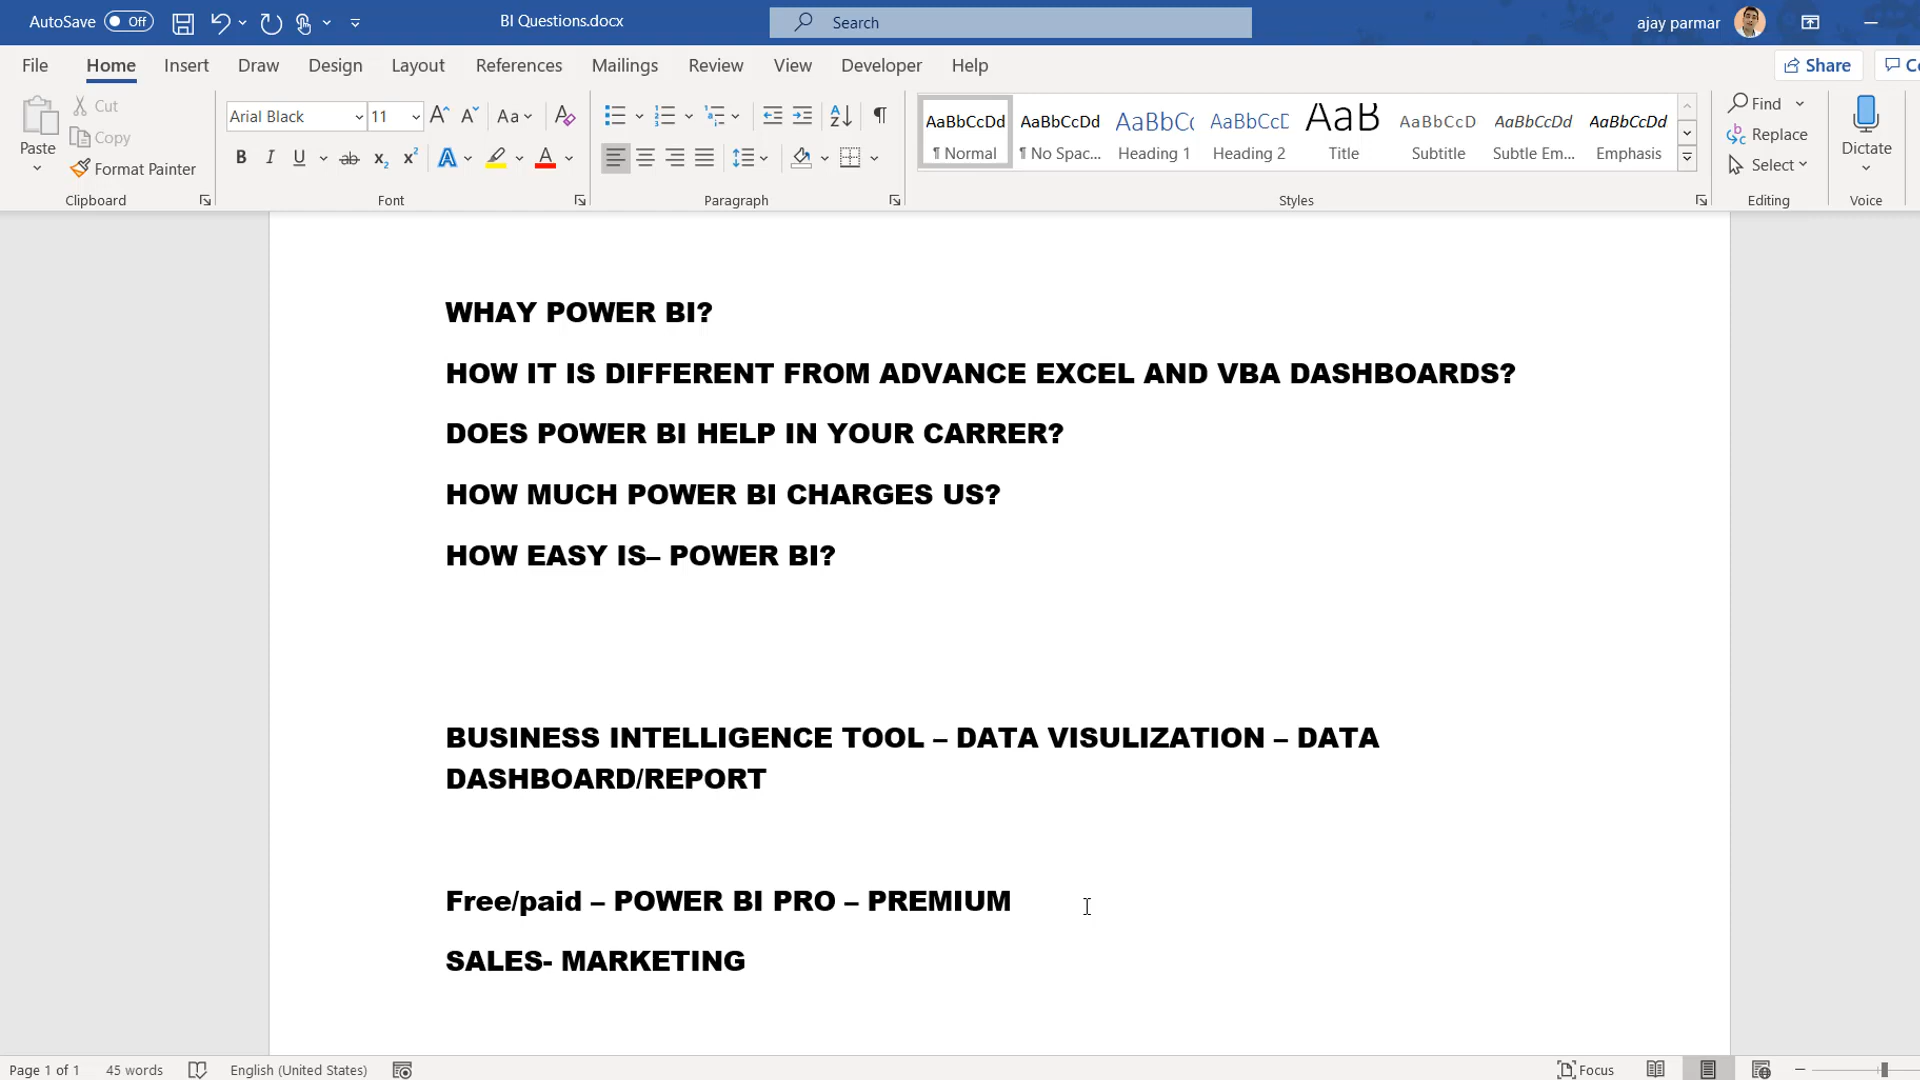 AutoSave Off BI Questions.docx Search ajay parmar
File Home Insert Draw Design Layout References Mailings Review View Developer Help Share Co
Paste Cut Copy Format Painter Clipboard
Arial Black 11 Font
Paragraph
AaBbCcDd AaBbCcDd AaBbCc AaBbCcE AaB AaBbCcD AaBbCcDd AaBbCcDd
¶ Normal ¶ No Spac... Heading 1 Heading 2 Title Subtitle Subtle Em... Emphasis
Styles
Find Replace Select Editing
Dictate Voice
WHAY POWER BI?
HOW IT IS DIFFERENT FROM ADVANCE EXCEL AND VBA DASHBOARDS?
DOES POWER BI HELP IN YOUR CARRER?
HOW MUCH POWER BI CHARGES US?
HOW EASY IS– POWER BI?
BUSINESS INTELLIGENCE TOOL – DATA VISULIZATION – DATA
DASHBOARD/REPORT
Free/paid – POWER BI PRO – PREMIUM
SALES- MARKETING
Page 1 of 1 45 words English (United States) Focus